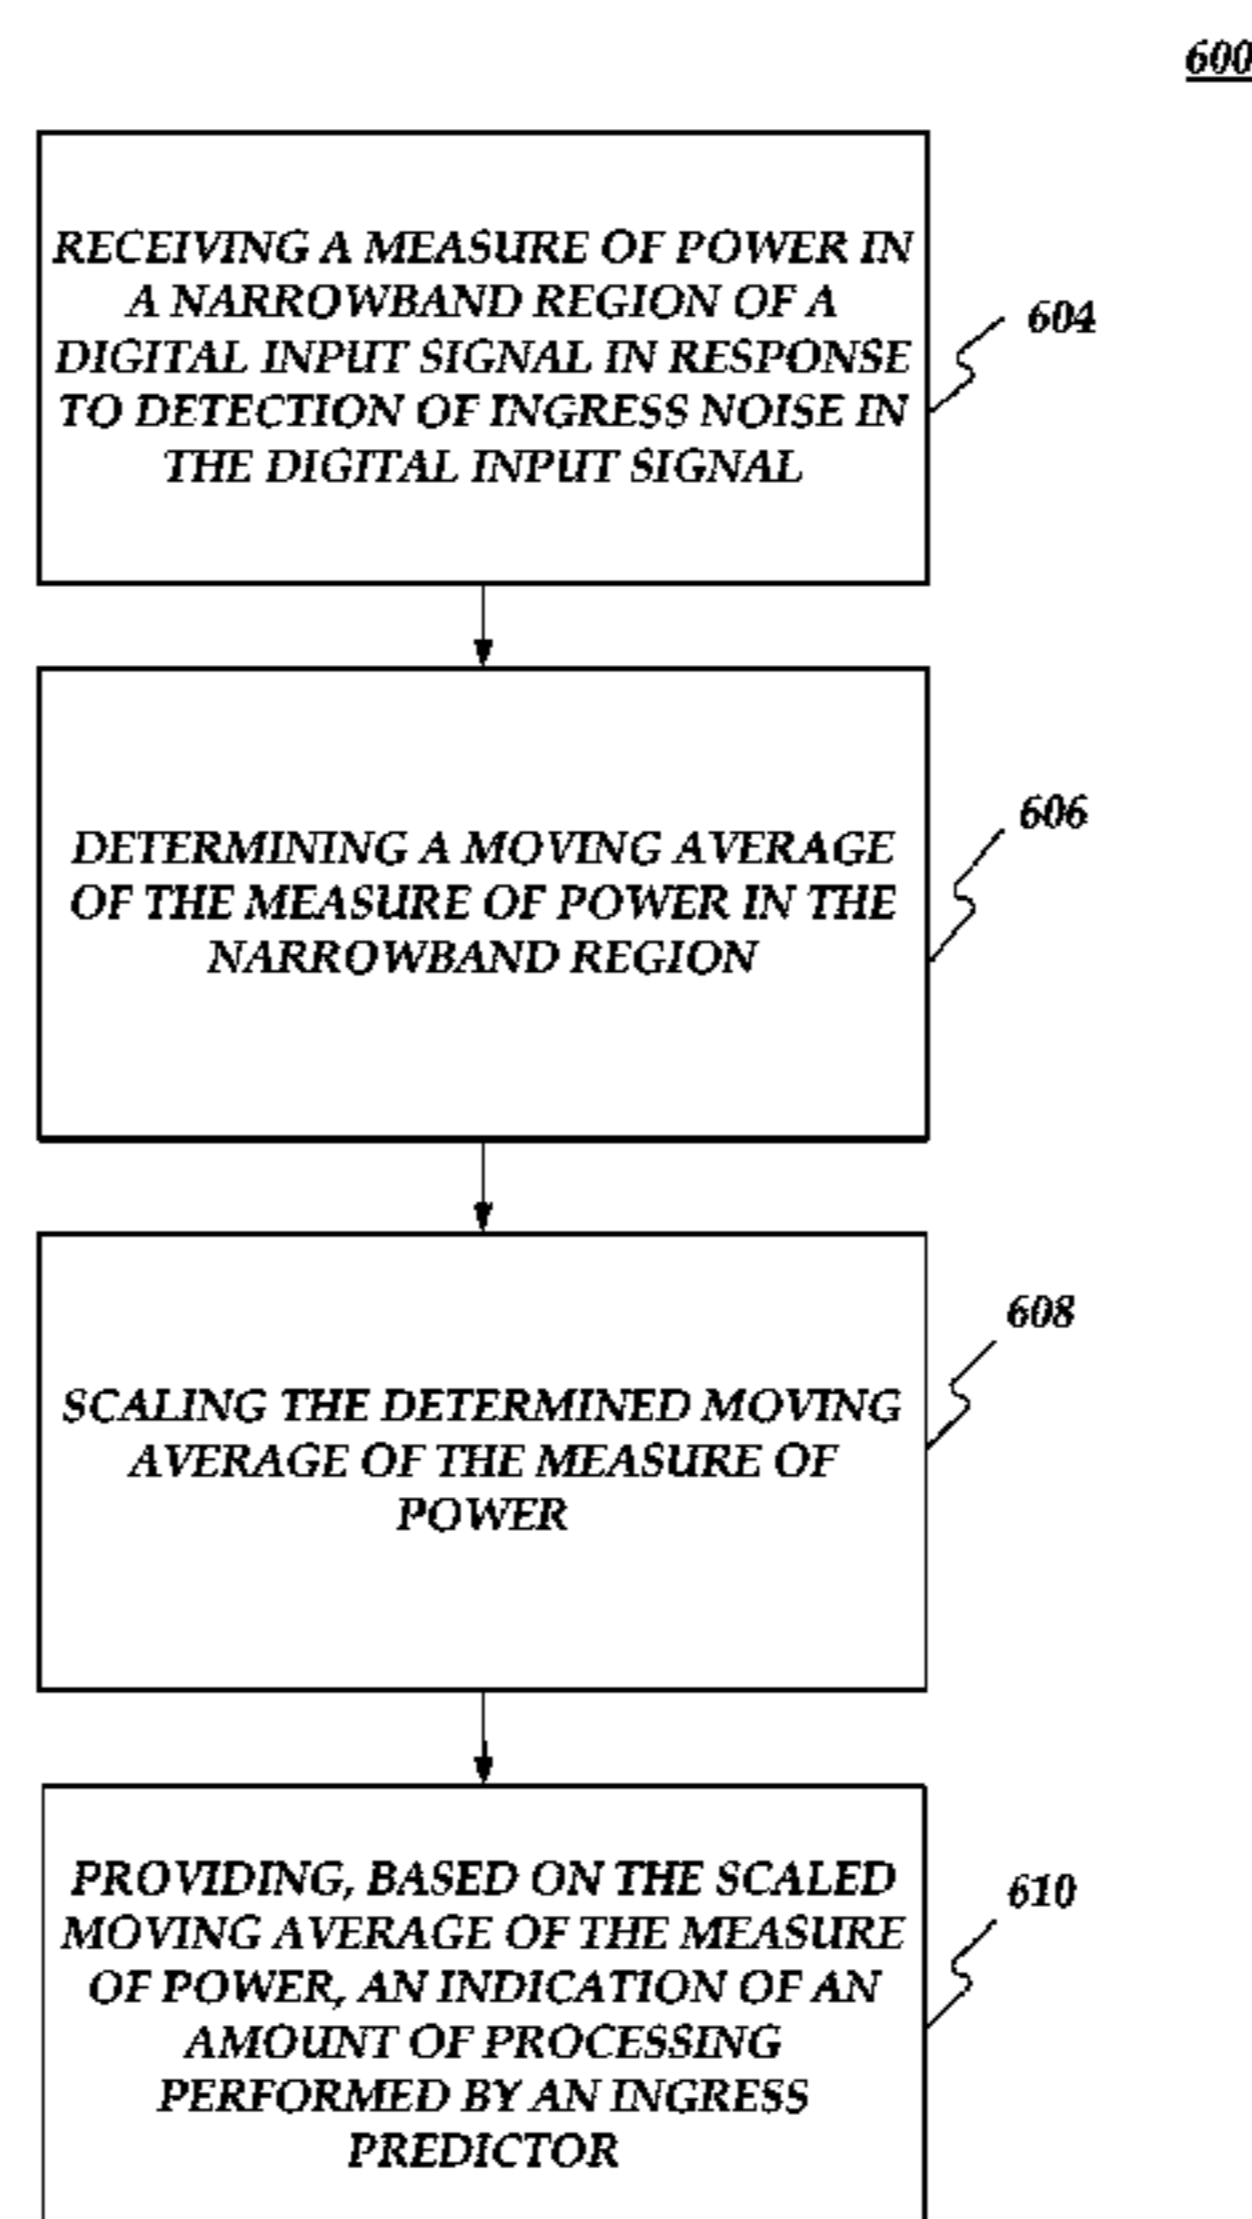 600
RECEIVING A MEASURE OF POWER IN
A NARROWBAND REGION OF A
DIGITAL INPUT SIGNAL IN RESPONSE
TO DETECTION OF INGRESS NOISE IN
THE DIGITAL INPUT SIGNAL
604
DETERMINING A MOVING AVERAGE
OF THE MEASURE OF POWER IN THE
NARROWBAND REGION
606
SCALING THE DETERMINED MOVING
AVERAGE OF THE MEASURE OF
POWER
608
PROVIDING, BASED ON THE SCALED
MOVING AVERAGE OF THE MEASURE
OF POWER, AN INDICATION OF AN
AMOUNT OF PROCESSING
PERFORMED BY AN INGRESS
PREDICTOR
610